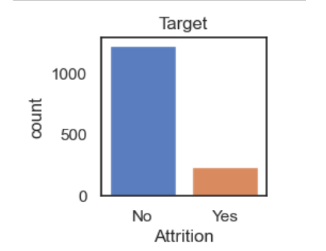 Target
1000
500
0
count
No Yes
Attrition